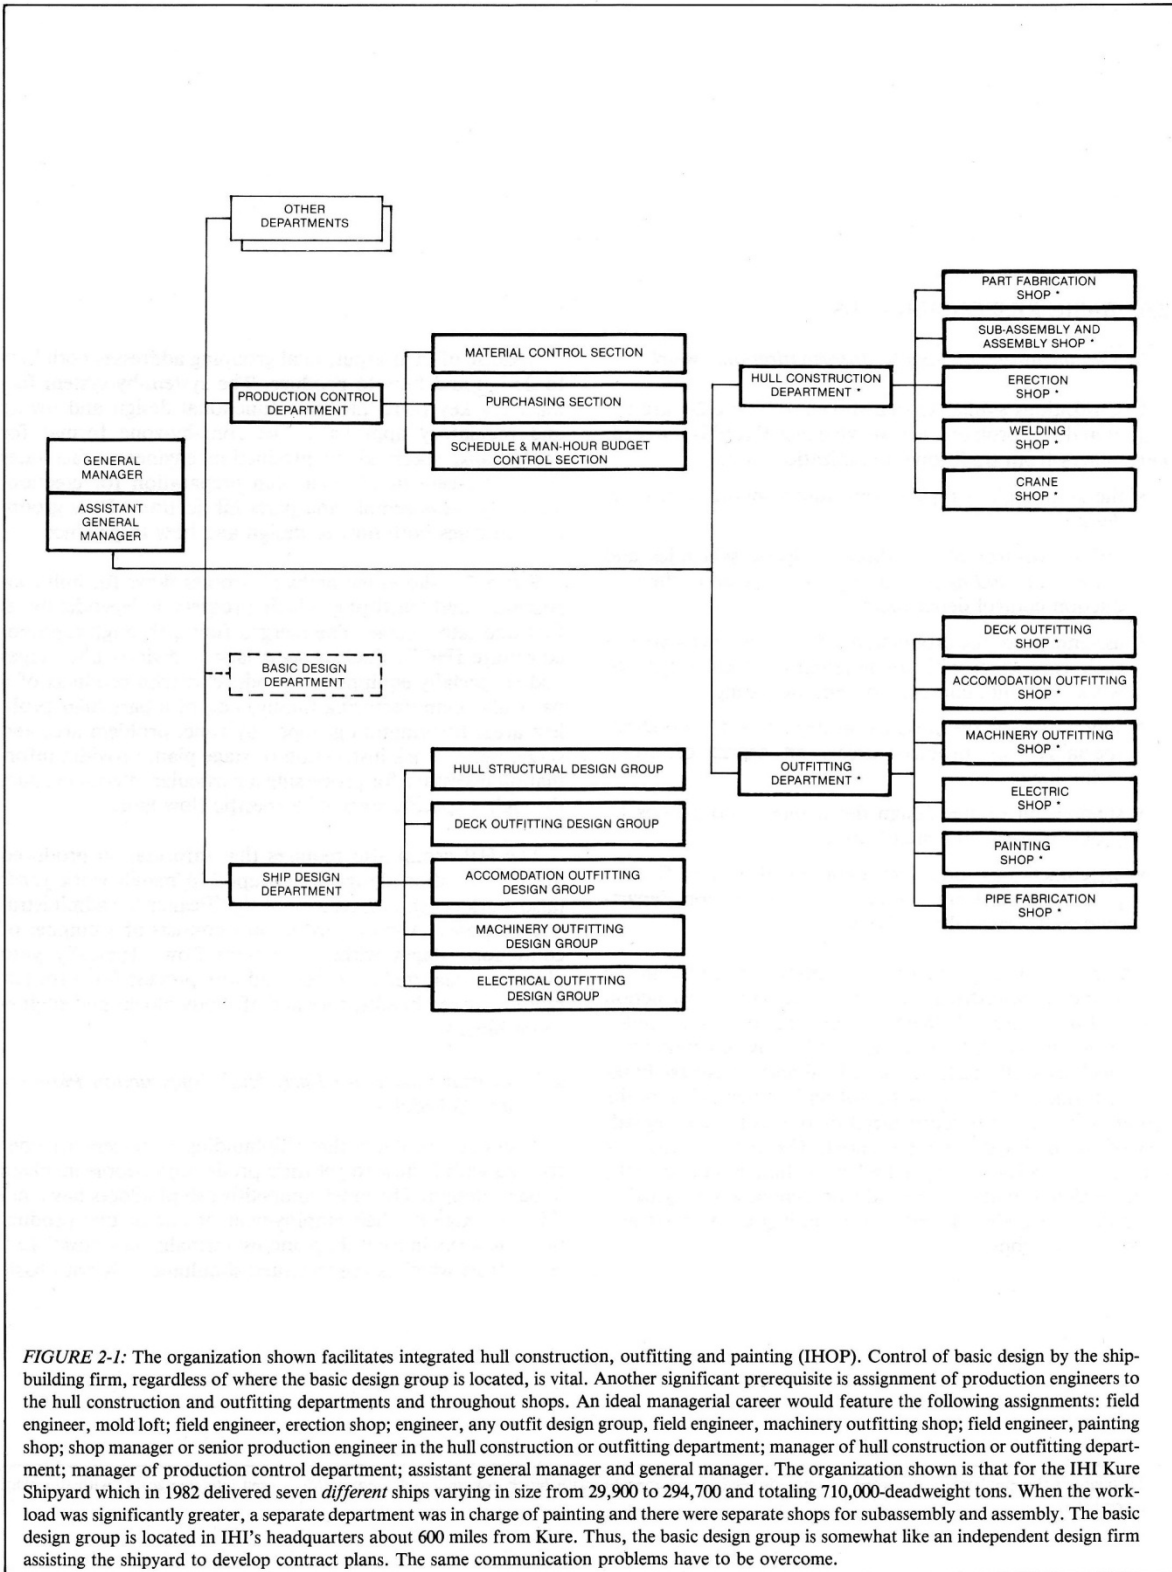 OTHER
DEPARTMENTS
PRODUCTION CONTROL
DEPARTMENT
MATERIAL CONTROL SECTION
PURCHASING SECTION
SCHEDULE & MAN-HOUR BUDGET
CONTROL SECTION
GENERAL
MANAGER
ASSISTANT
GENERAL
MANAGER
BASIC DESIGN
DEPARTMENT
SHIP DESIGN
DEPARTMENT
HULL STRUCTURAL DESIGN GROUP
DECK OUTFITTING DESIGN GROUP
ACCOMODATION OUTFITTING
DESIGN GROUP
MACHINERY OUTFITTING
DESIGN GROUP
ELECTRICAL OUTFITTING
DESIGN GROUP
HULL CONSTRUCTION
DEPARTMENT *
PART FABRICATION
SHOP *
SUB-ASSEMBLY AND
ASSEMBLY SHOP *
ERECTION
SHOP *
WELDING
SHOP *
CRANE
SHOP *
OUTFITTING
DEPARTMENT *
DECK OUTFITTING
SHOP *
ACCOMODATION OUTFITTING
SHOP *
MACHINERY OUTFITTING
SHOP *
ELECTRIC
SHOP *
PAINTING
SHOP *
PIPE FABRICATION
SHOP *
FIGURE 2-1: The organization shown facilitates integrated hull construction, outfitting and painting (IHOP). Control of basic design by the ship-
building firm, regardless of where the basic design group is located, is vital. Another significant prerequisite is assignment of production engineers to
the hull construction and outfitting departments and throughout shops. An ideal managerial career would feature the following assignments: field
engineer, mold loft; field engineer, erection shop; engineer, any outfit design group, field engineer, machinery outfitting shop; field engineer, painting
shop; shop manager or senior production engineer in the hull construction or outfitting department; manager of hull construction or outfitting depart-
ment; manager of production control department; assistant general manager and general manager. The organization shown is that for the IHI Kure
Shipyard which in 1982 delivered seven different ships varying in size from 29,900 to 294,700 and totaling 710,000-deadweight tons. When the work-
load was significantly greater, a separate department was in charge of painting and there were separate shops for subassembly and assembly. The basic
design group is located in IHI's headquarters about 600 miles from Kure. Thus, the basic design group is somewhat like an independent design firm
assisting the shipyard to develop contract plans. The same communication problems have to be overcome.